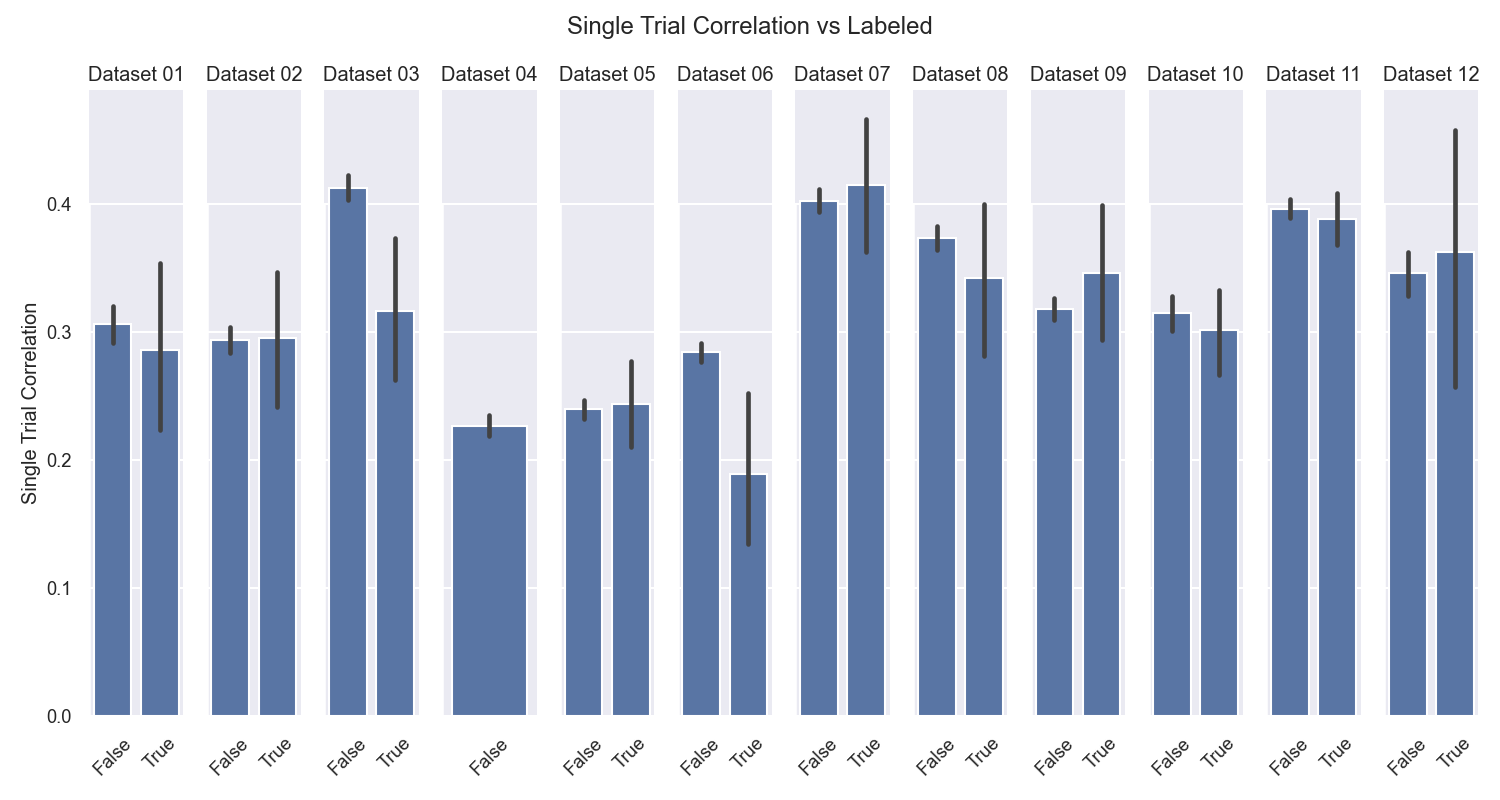 Single Trial Correlation vs Labeled
Dataset 01 Dataset 02 Dataset 03 Dataset 04 Dataset 05 Dataset 06 Dataset 07 Dataset 08 Dataset 09 Dataset 10 Dataset 11 Dataset 12
Single Trial Correlation
0.4
0.3
0.2
0.1
0.0
False True False True False True False False True False True False True False True False True False True False True False True